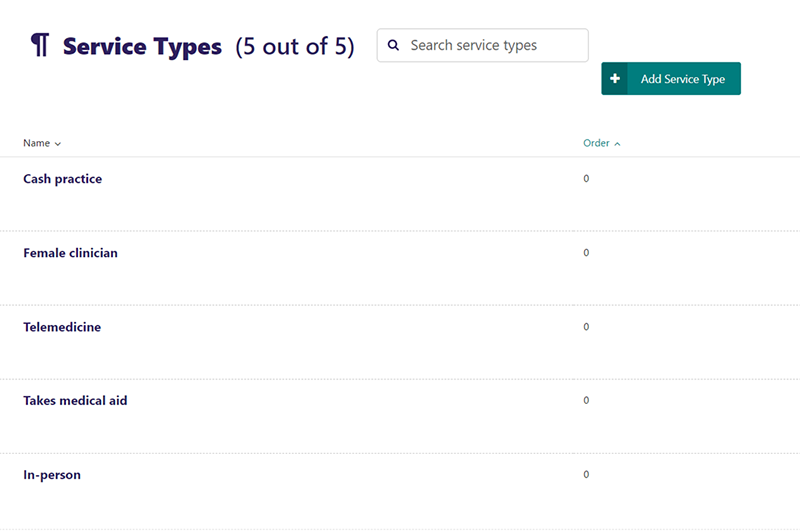 ¶ Service Types (5 out of 5)
Search service types
+ Add Service Type
Name Order
Cash practice 0
Female clinician 0
Telemedicine 0
Takes medical aid 0
In-person 0